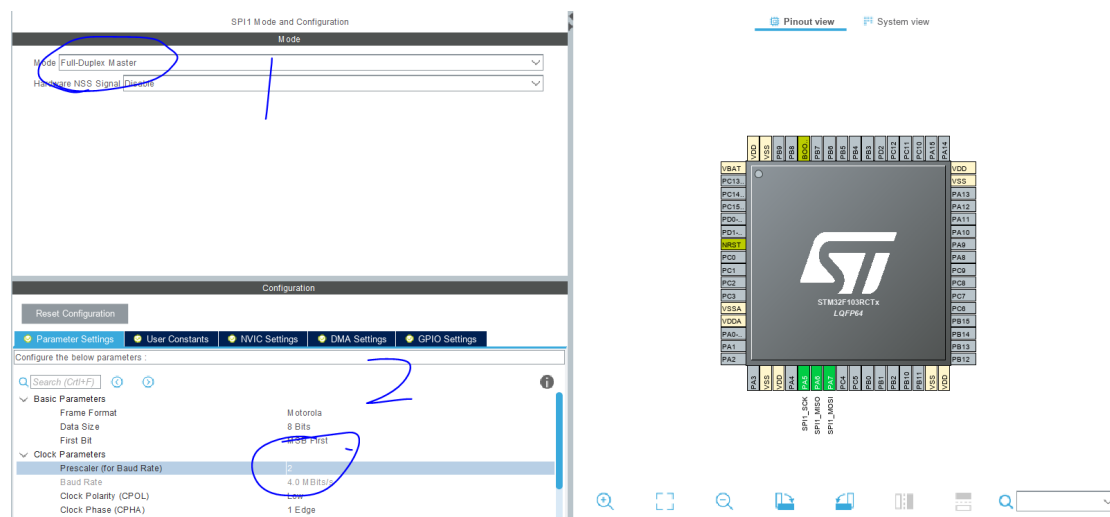 SPI1 Mode and Configuration
Mode
Mode Full-Duplex Master
Hardware NSS Signal Disable
1
Configuration
Reset Configuration
Parameter Settings User Constants NVIC Settings DMA Settings GPIO Settings
Configure the below parameters :
2
Search (Crtl+F)
Basic Parameters
Frame Format Motorola
Data Size 8 Bits
First Bit MSB First
Clock Parameters
Prescaler (for Baud Rate) 2
Baud Rate 4.0 MBits/s
Clock Polarity (CPOL) Low
Clock Phase (CPHA) 1 Edge
Pinout view System view
VDD VSS PB9 PB8 BOO.. PB7 PB6 PB5 PB4 PB3 PD2 PC12 PC11 PC10 PA15 PA14
VBAT VDD
PC13.. VSS
PC14.. PA13
PC15.. PA12
PD0-.. PA11
PD1-.. PA10
NRST PA9
PC0 PA8
PC1 PC9
PC2 PC8
PC3 PC7
VSSA PC6
VDDA PB15
PA0-.. PB14
PA1 PB13
PA2 PB12
ST
STM32F103RCTx
LQFP64
PA3 VSS VDD PA4 PA5 PA6 PA7 PC4 PC5 PB0 PB1 PB2 PB10 PB11 VSS VDD
SPI1_SCK
SPI1_MISO
SPI1_MOSI